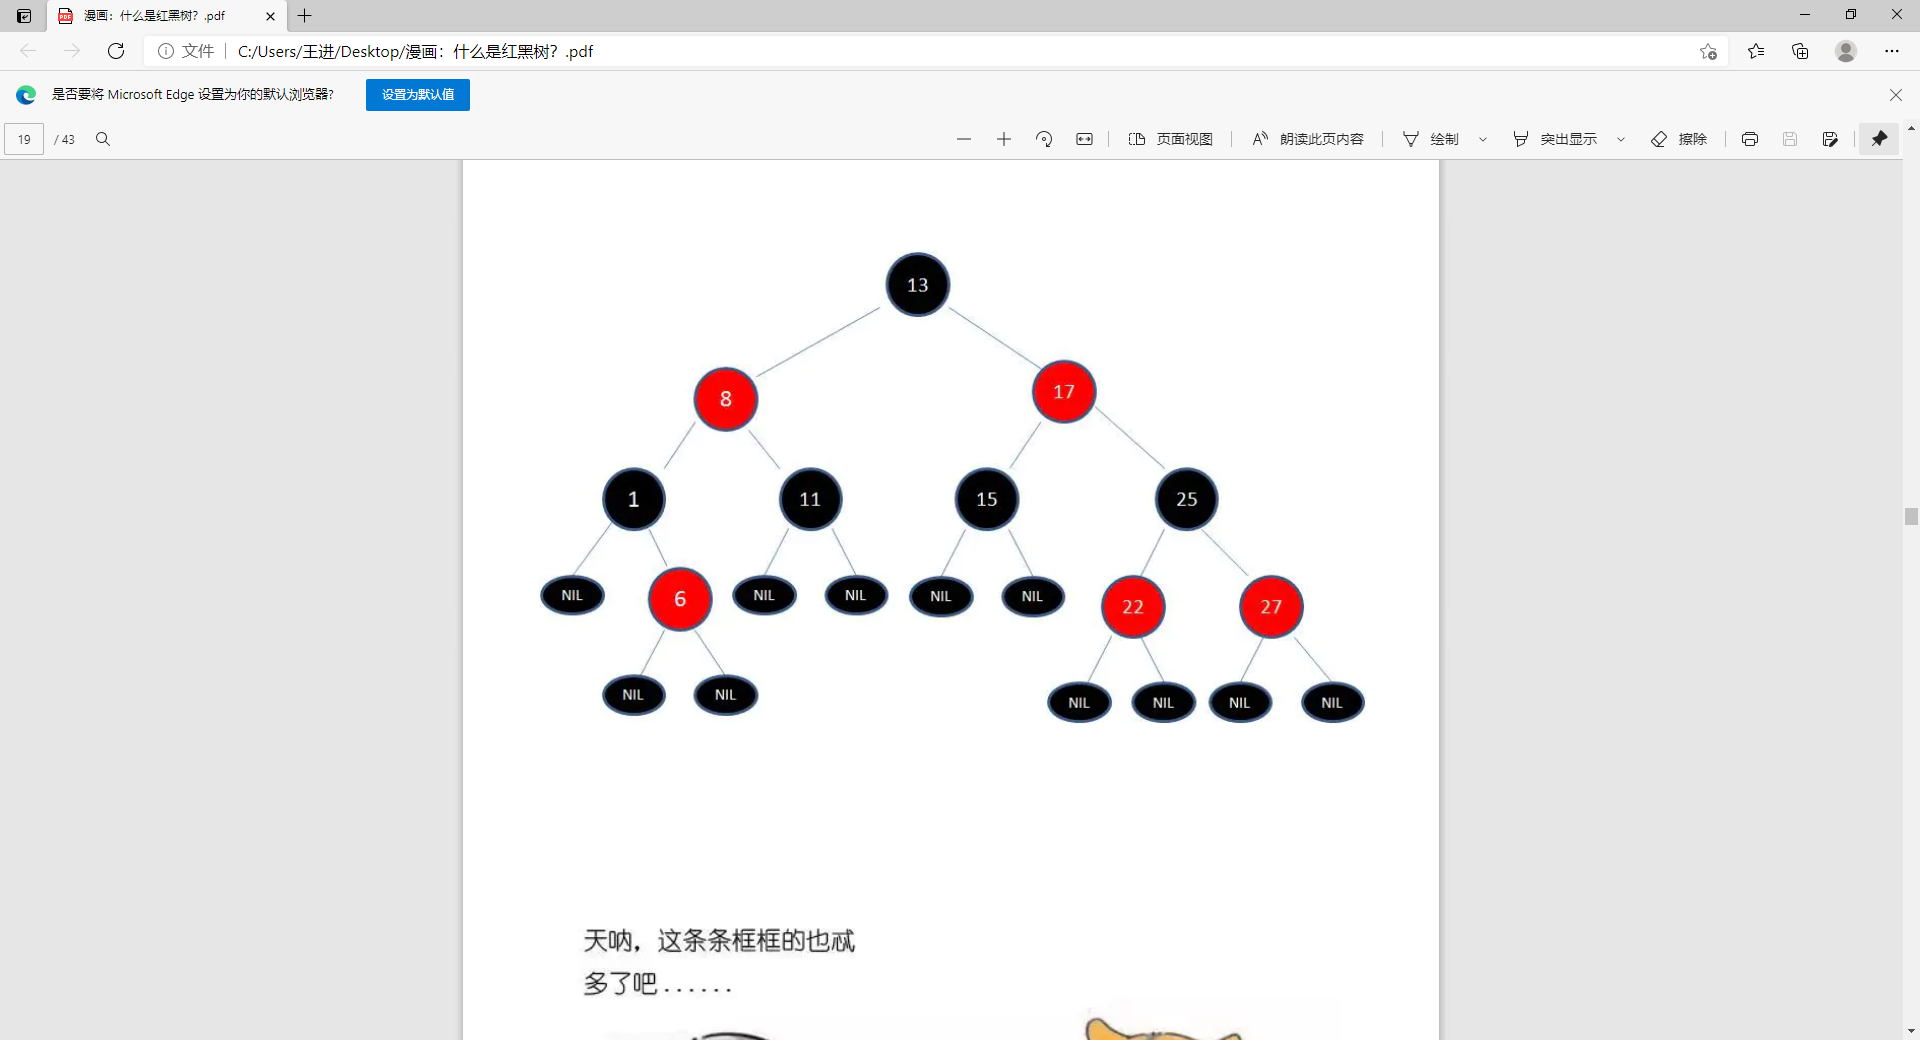 漫画：什么是红黑树？.pdf
文件
C:/Users/王进/Desktop/漫画：什么是红黑树？.pdf
是否要将 Microsoft Edge 设置为你的默认浏览器?
设置为默认值
19 / 43
页面视图
朗读此页内容
绘制
突出显示
擦除
13
8 17
1 11 15 25
NIL 6 NIL NIL NIL NIL 22 27
NIL NIL NIL NIL NIL NIL
天呐，这条条框框的也忒
多了吧......